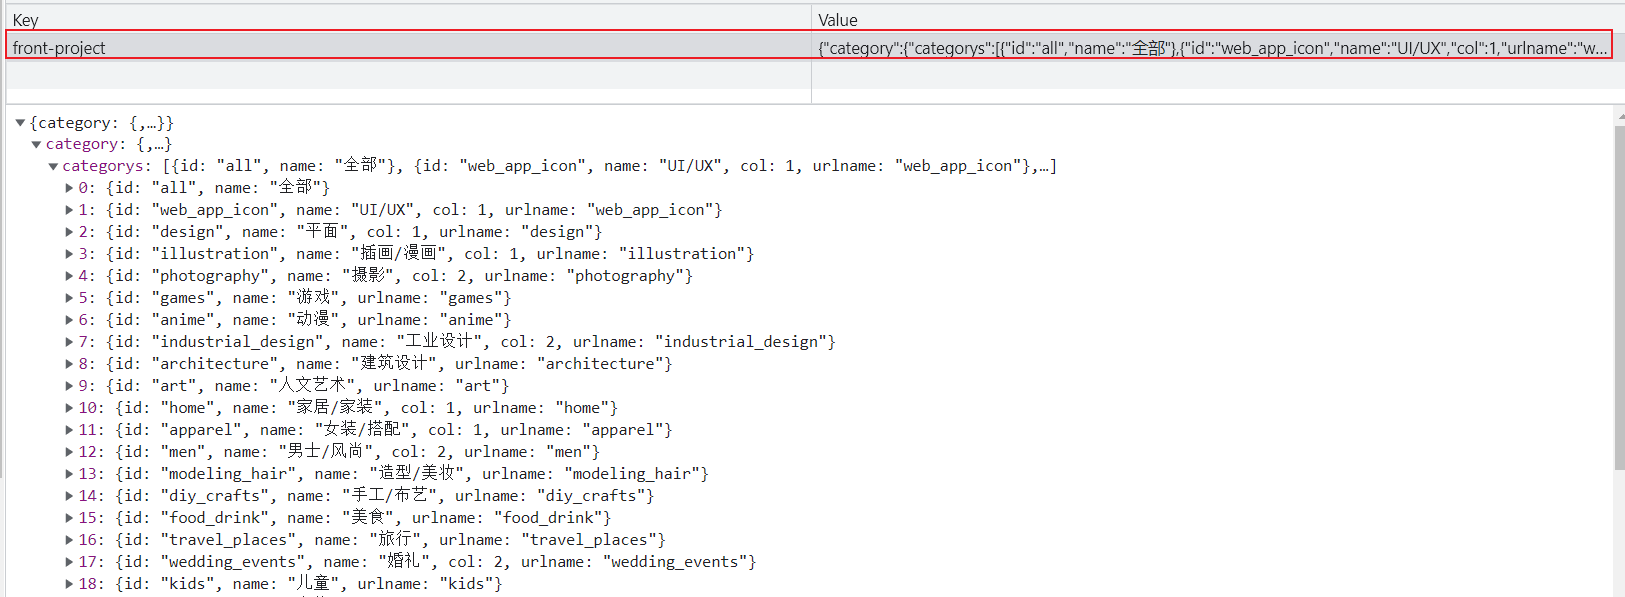 Key Value
front-project {"category":{"categorys":[{"id":"all","name":"全部"},{"id":"web_app_icon","name":"UI/UX","col":1,"urlname":"w...
▼{category: {,…}}
▼category: {,…}
▼categorys: [{id: "all", name: "全部"}, {id: "web_app_icon", name: "UI/UX", col: 1, urlname: "web_app_icon"},…]
▶0: {id: "all", name: "全部"}
▶1: {id: "web_app_icon", name: "UI/UX", col: 1, urlname: "web_app_icon"}
▶2: {id: "design", name: "平面", col: 1, urlname: "design"}
▶3: {id: "illustration", name: "插画/漫画", col: 1, urlname: "illustration"}
▶4: {id: "photography", name: "摄影", col: 2, urlname: "photography"}
▶5: {id: "games", name: "游戏", urlname: "games"}
▶6: {id: "anime", name: "动漫", urlname: "anime"}
▶7: {id: "industrial_design", name: "工业设计", col: 2, urlname: "industrial_design"}
▶8: {id: "architecture", name: "建筑设计", urlname: "architecture"}
▶9: {id: "art", name: "人文艺术", urlname: "art"}
▶10: {id: "home", name: "家居/家装", col: 1, urlname: "home"}
▶11: {id: "apparel", name: "女装/搭配", col: 1, urlname: "apparel"}
▶12: {id: "men", name: "男士/风尚", col: 2, urlname: "men"}
▶13: {id: "modeling_hair", name: "造型/美妆", urlname: "modeling_hair"}
▶14: {id: "diy_crafts", name: "手工/布艺", urlname: "diy_crafts"}
▶15: {id: "food_drink", name: "美食", urlname: "food_drink"}
▶16: {id: "travel_places", name: "旅行", urlname: "travel_places"}
▶17: {id: "wedding_events", name: "婚礼", col: 2, urlname: "wedding_events"}
▶18: {id: "kids", name: "儿童", urlname: "kids"}